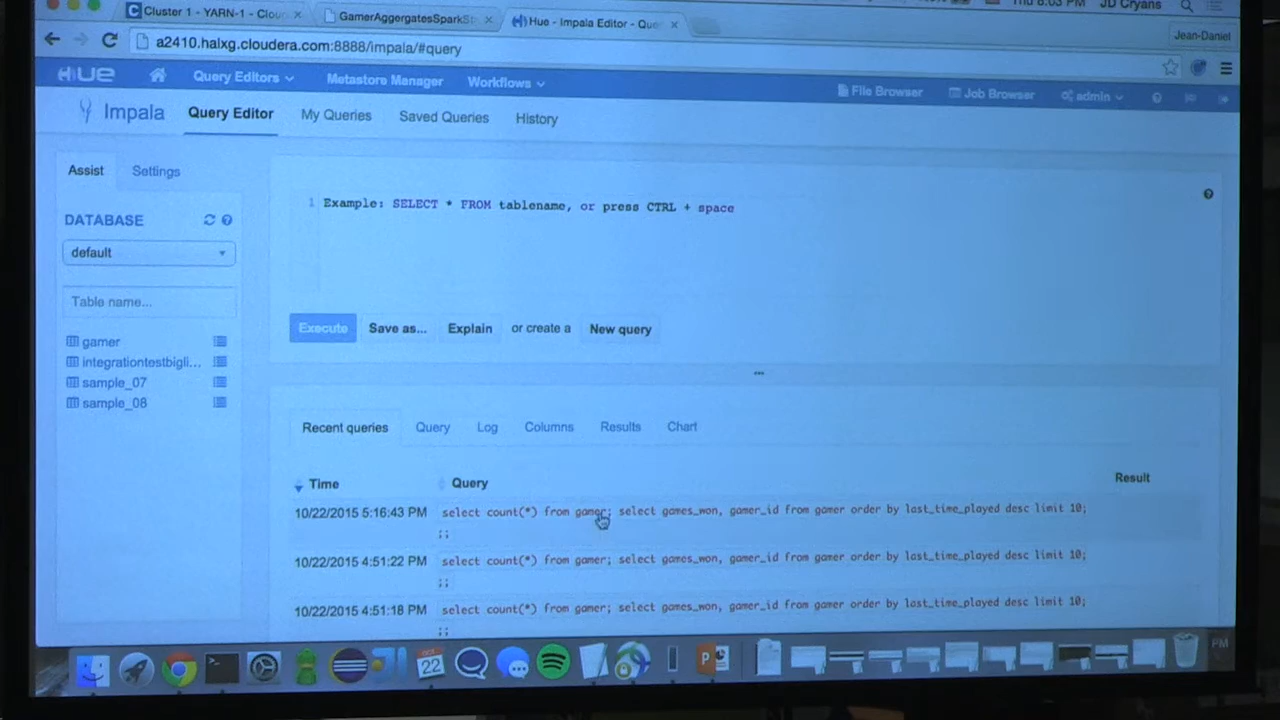 Thu 8:03 PM JD Cryans
Cluster 1 - YARN-1 - Clou
GamerAggergatesSparkSt
Hue - Impala Editor - Que
Jean-Daniel
a2410.halxg.cloudera.com:8888/impala/#query
HUE Query Editors Metastore Manager Workflows File Browser Job Browser admin
Impala Query Editor My Queries Saved Queries History
Assist Settings
DATABASE
default
Table name...
gamer
integrationtestbigli...
sample_07
sample_08
1 Example: SELECT * FROM tablename, or press CTRL + space
Execute Save as... Explain or create a New query
Recent queries Query Log Columns Results Chart
Time Query Result
10/22/2015 5:16:43 PM select count(*) from gamer; select games_won, gamer_id from gamer order by last_time_played desc limit 10;
;;
10/22/2015 4:51:22 PM select count(*) from gamer; select games_won, gamer_id from gamer order by last_time_played desc limit 10;
;;
10/22/2015 4:51:18 PM select count(*) from gamer; select games_won, gamer_id from gamer order by last_time_played desc limit 10;
;;
OCT
22
P
PM